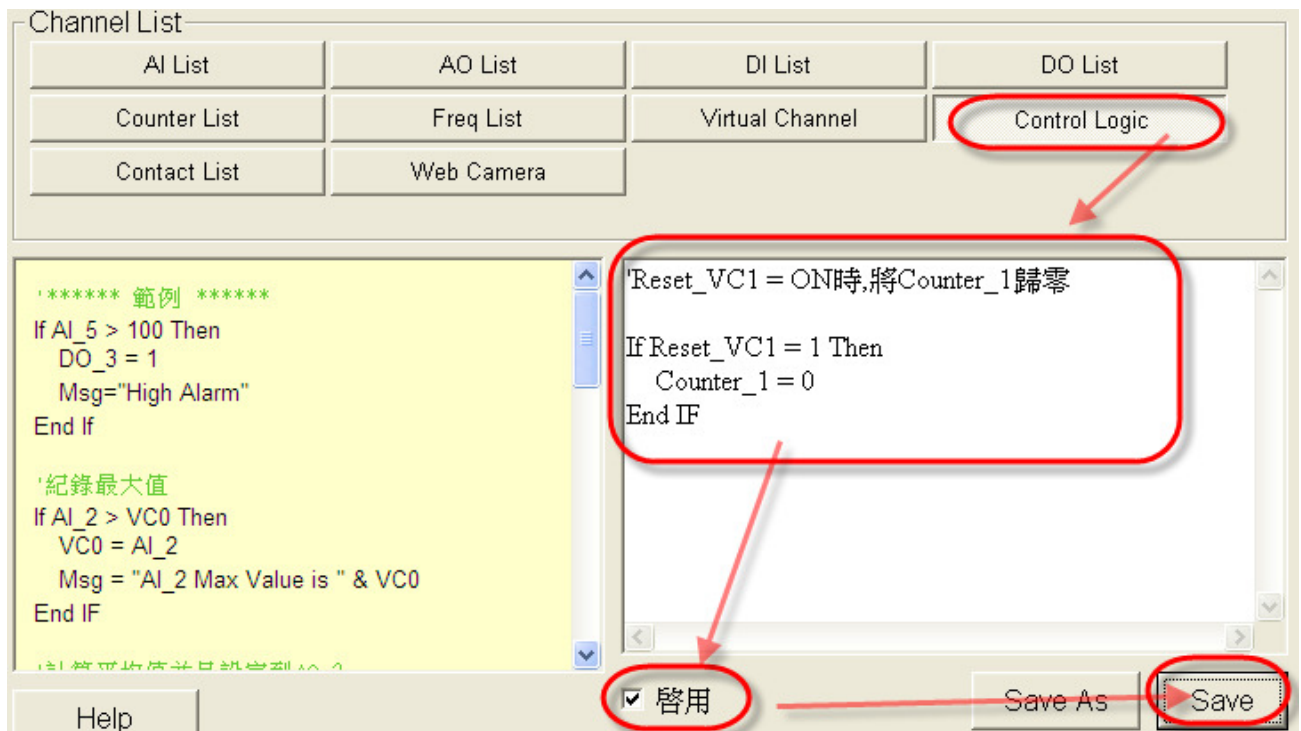 Channel List
AI List
AO List
DI List
DO List
Counter List
Freq List
Virtual Channel
Control Logic
Contact List
Web Camera
'****** 範例 ******
If AI_5 > 100 Then
DO_3 = 1
Msg="High Alarm"
End If
'紀錄最大值
If AI_2 > VC0 Then
VC0 = AI_2
Msg = "AI_2 Max Value is " & VC0
End IF
'Reset_VC1 = ON時,將Counter_1歸零
If Reset_VC1 = 1 Then
Counter_1 = 0
End IF
Help
啓用
Save As
Save